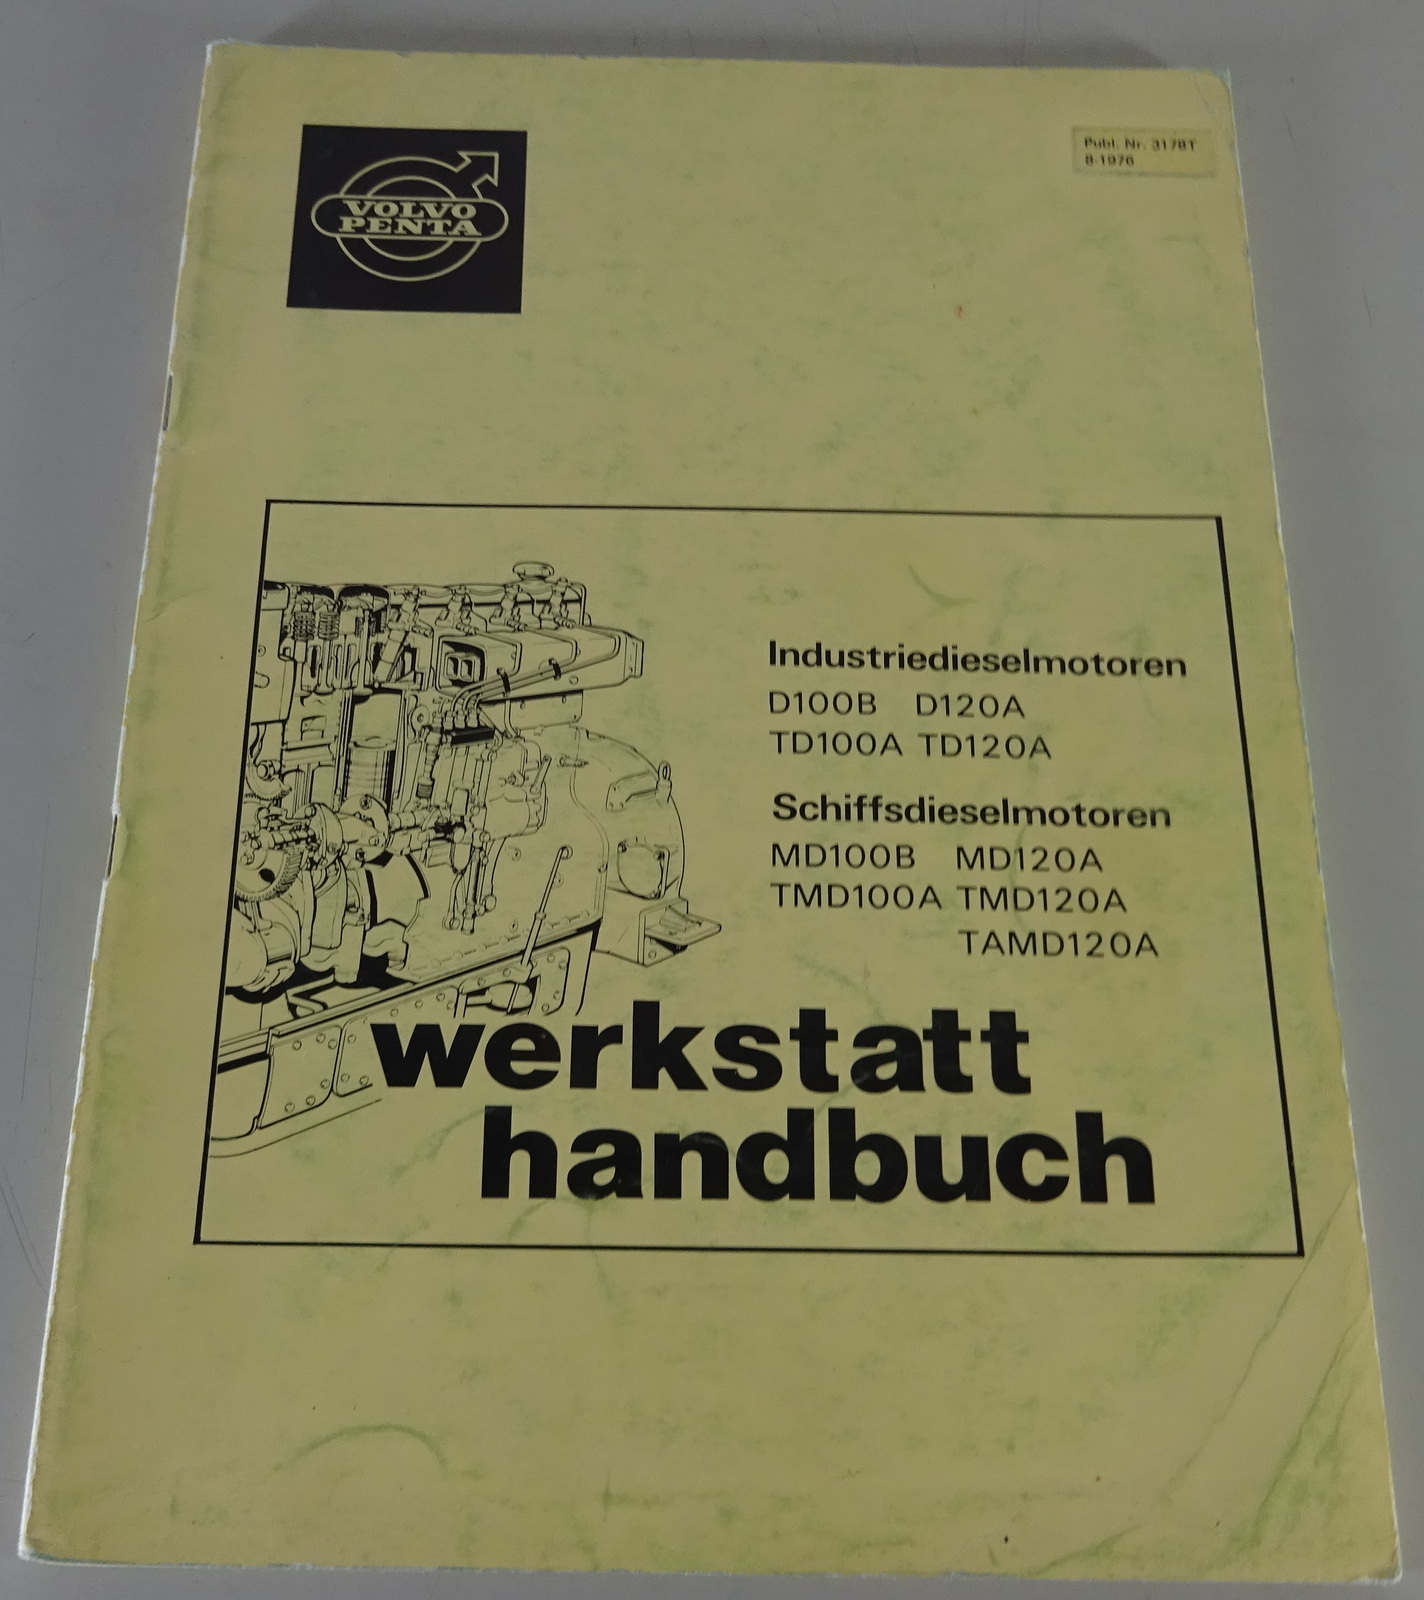 VOLVO
PENTA
Publ. Nr. 3178T
8-1976
Industriedieselmotoren
D100B D120A
TD100A TD120A
Schiffsdieselmotoren
MD100B MD120A
TMD100A TMD120A
TAMD120A
werkstatt
handbuch